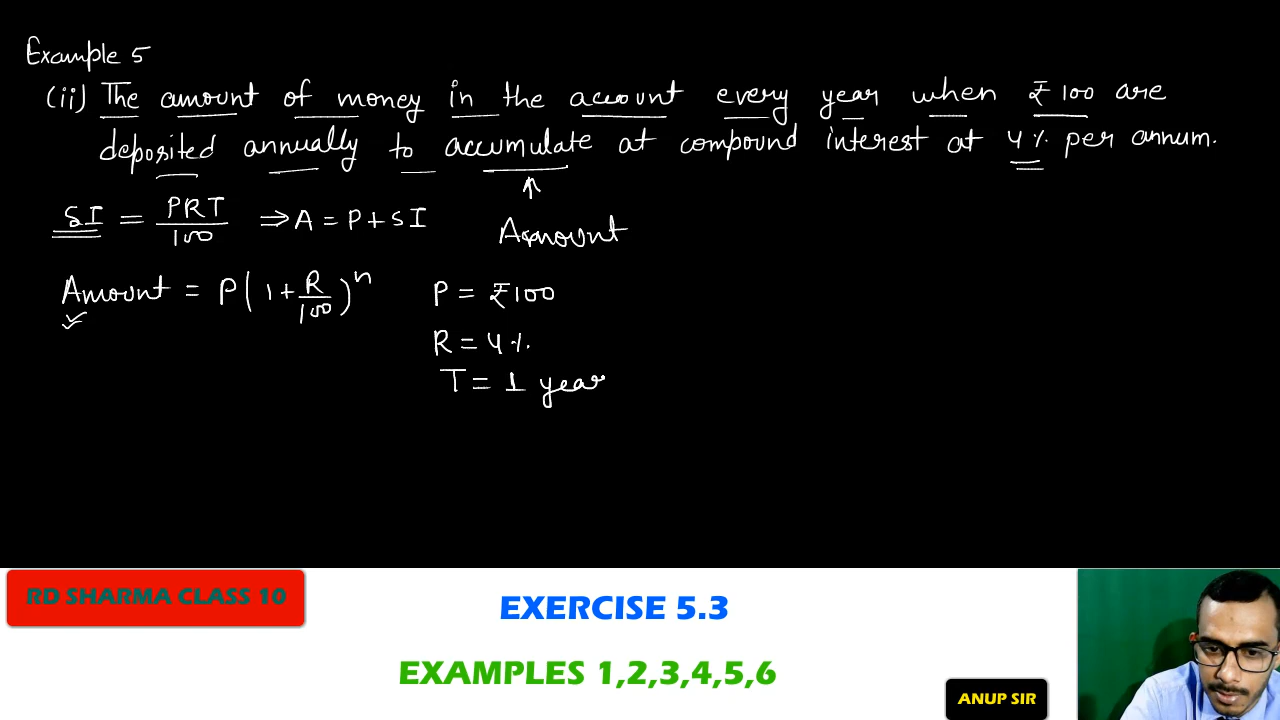 Example 5
(ii) The amount of money in the account every year when ₹100 are
deposited annually to accumulate at compound interest at 4% per annum.
SI = PRT/100 ⇒ A = P + SI
Amount
Amount = P(1 + R/100)^n
P = ₹100
R = 4%
T = 1 year
RD SHARMA CLASS 10
EXERCISE 5.3
EXAMPLES 1,2,3,4,5,6
ANUP SIR